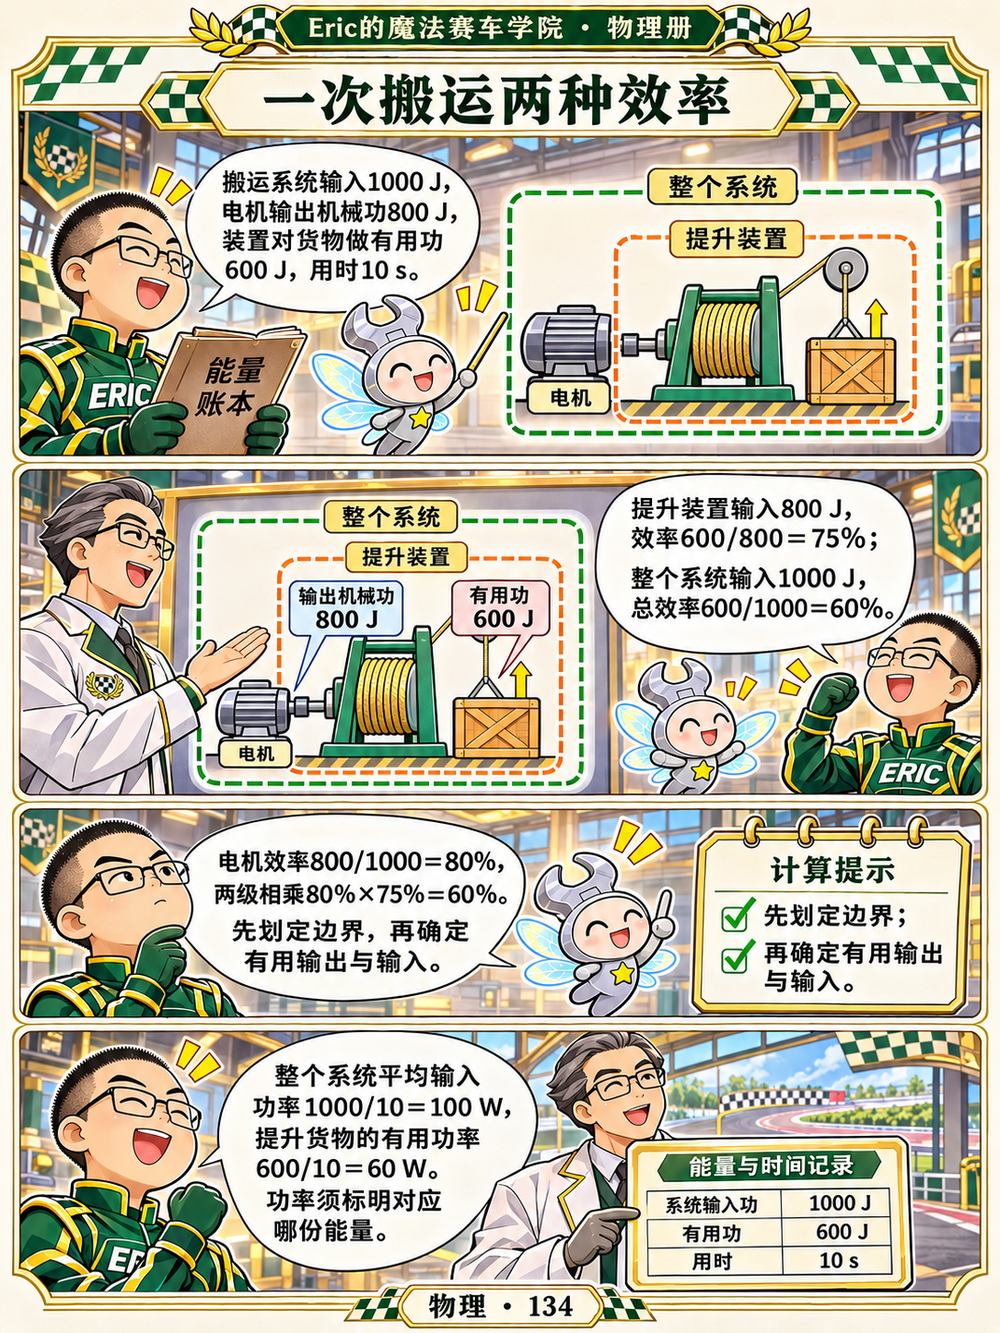 Eric的魔法赛车学院 · 物理册
一次搬运两种效率
搬运系统输入1000 J，
电机输出机械功800 J，
装置对货物做有用功
600 J，用时10 s。
整个系统
提升装置
电机
ERIC
能量
账本
整个系统
提升装置
输出机械功
800 J
有用功
600 J
电机
提升装置输入800 J，
效率600/800＝75%；
整个系统输入1000 J，
总效率600/1000＝60%。
ERIC
电机效率800/1000＝80%，
两级相乘80%×75%＝60%。
先划定边界，再确定
有用输出与输入。
计算提示
先划定边界；
再确定有用输出
与输入。
整个系统平均输入
功率1000/10＝100 W，
提升货物的有用功率
600/10＝60 W。
功率须标明对应
哪份能量。
ER
能量与时间记录
系统输入功 1000 J
有用功 600 J
用时 10 s
物理 · 134